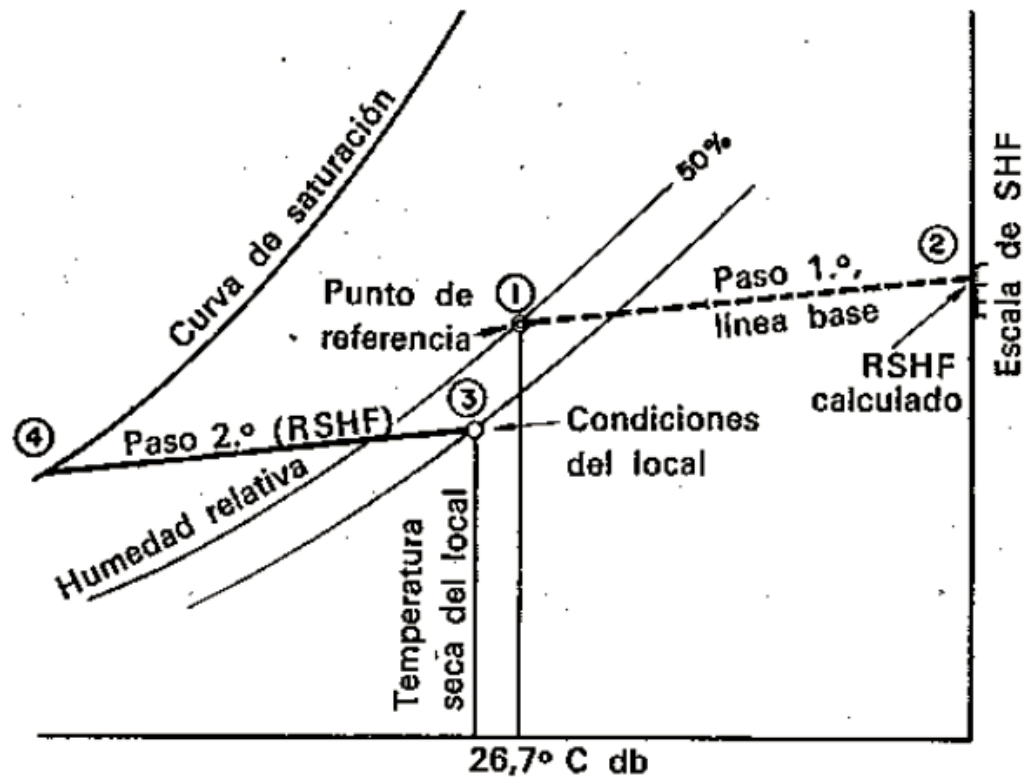 Curva de saturación
50%
Escala de SHF
②
Paso 1.º,
línea base
Punto de ①
referencia
RSHF
calculado
③
Condiciones
del local
④
Paso 2.º (RSHF)
Humedad relativa
Temperatura
seca del local
26,7º C db